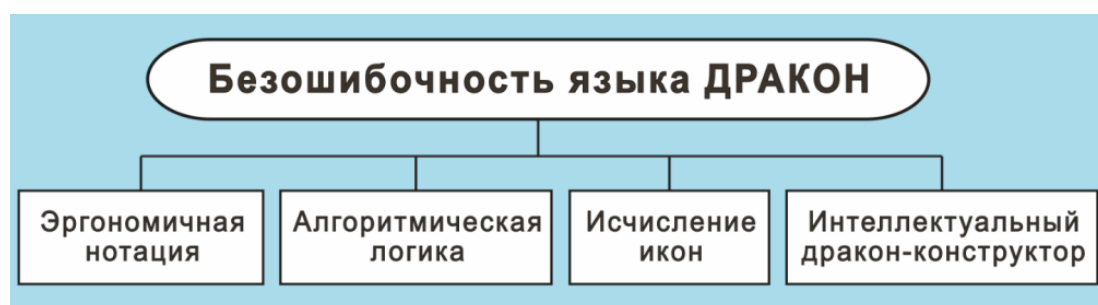 Безошибочность языка ДРАКОН
Эргономичная
нотация
Алгоритмическая
логика
Исчисление
икон
Интеллектуальный
дракон-конструктор